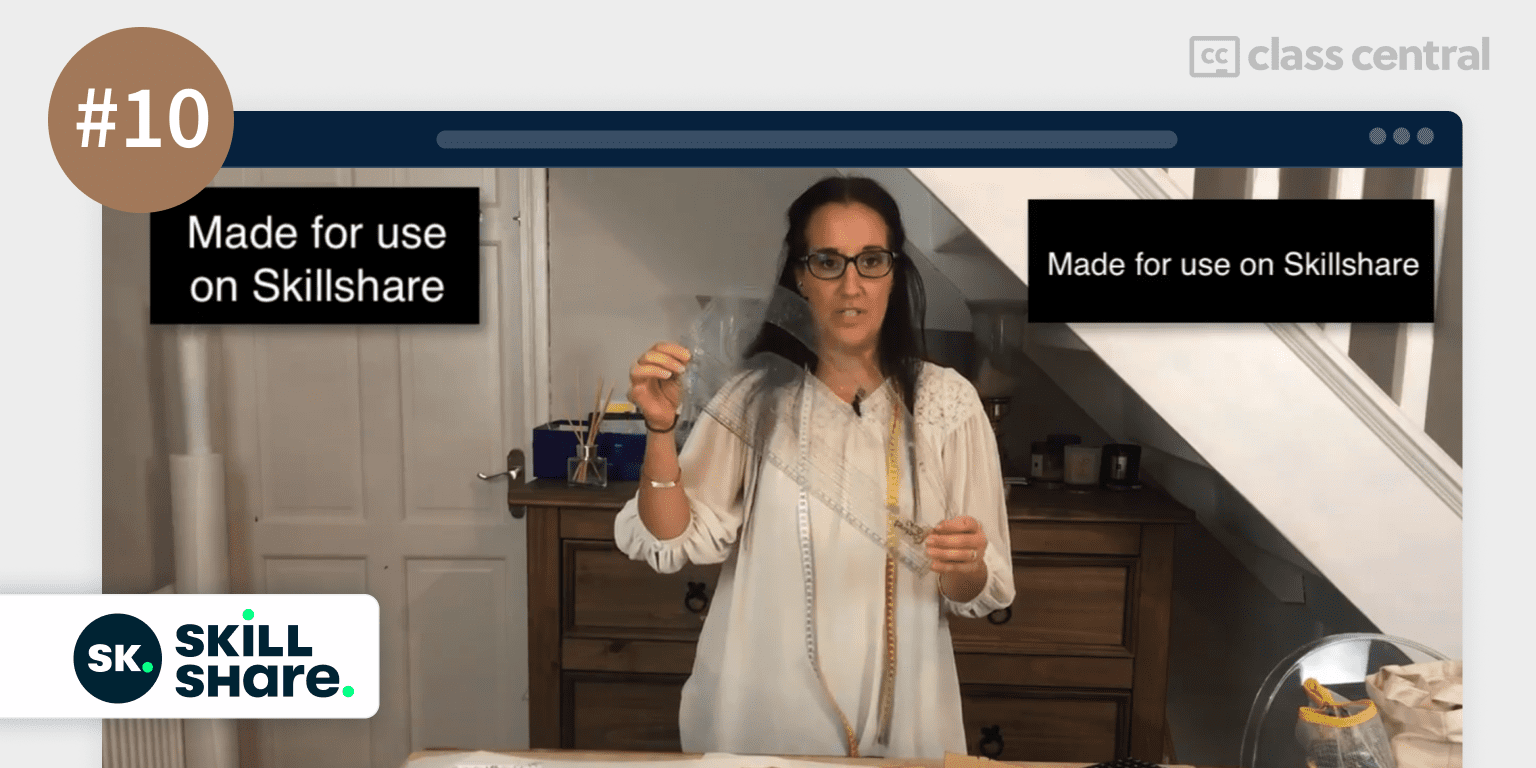 #10
cc class central
Made for use
on Skillshare
Made for use on Skillshare
SK.
SKiLL
SHare.